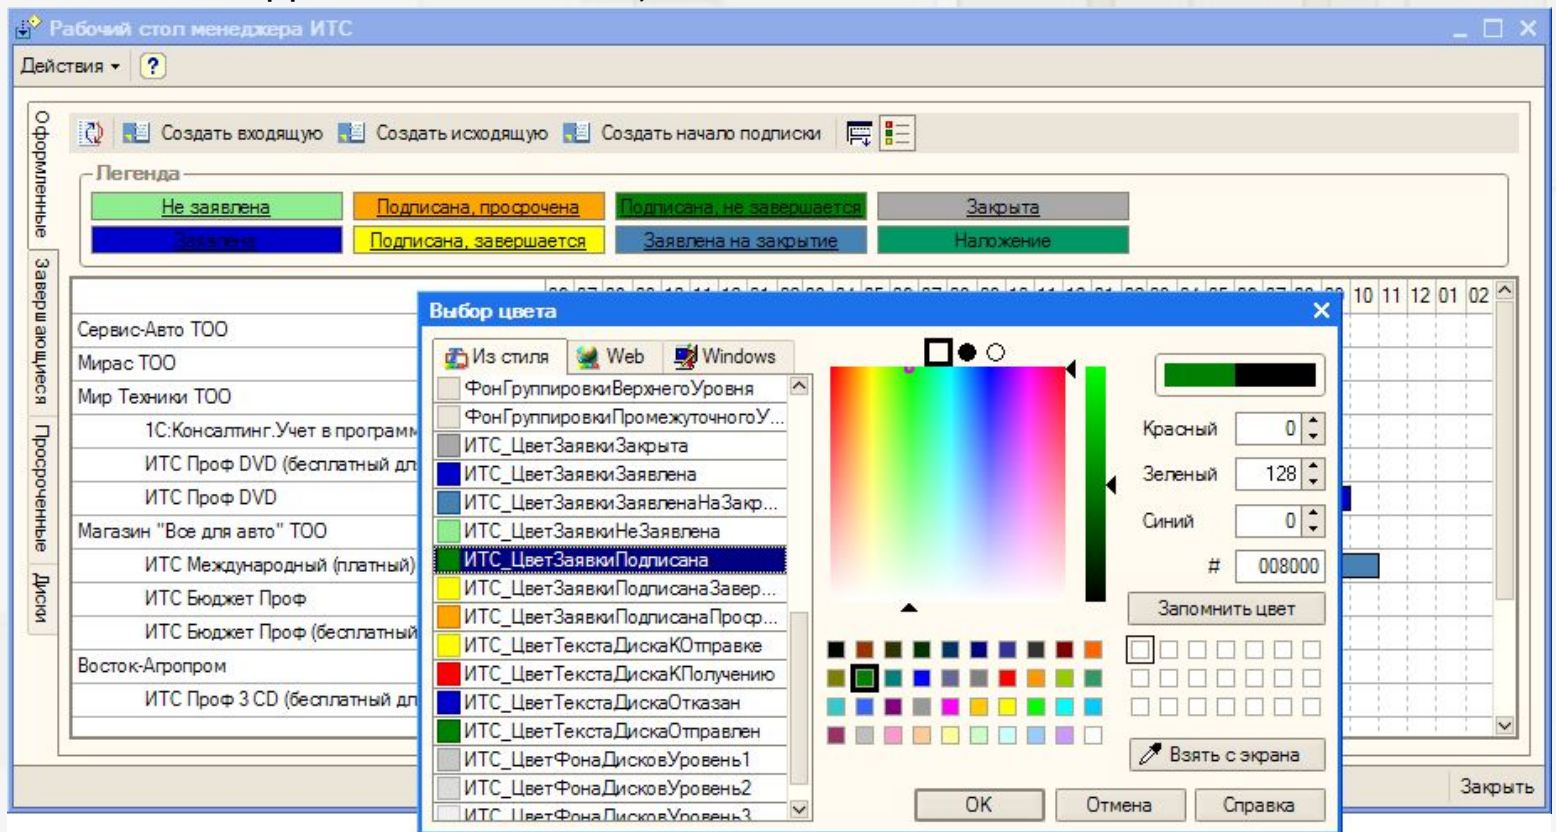 Рабочий стол менеджера ИТС
Действия
?
Создать входящую Создать исходящую Создать начало подписки
Оформленные
Завершающиеся
Просроченные
Диски
Легенда
Не заявлена Подписана, просрочена Подписана, не завершается Закрыта
Заявлена Подписана, завершается Заявлена на закрытие Наложение
10 11 12 01 02
Сервис-Авто ТОО
Мирас ТОО
Мир Техники ТОО
1С:Консалтинг.Учет в программ
ИТС Проф DVD (бесплатный дл
ИТС Проф DVD
Магазин "Все для авто" ТОО
ИТС Международный (платный)
ИТС Бюджет Проф
ИТС Бюджет Проф (бесплатный
Восток-Агропром
ИТС Проф 3 CD (бесплатный дл
Выбор цвета
Из стиля Web Windows
ФонГруппировкиВерхнегоУровня
ФонГруппировкиПромежуточногоУ...
ИТС_ЦветЗаявкиЗакрыта
ИТС_ЦветЗаявкиЗаявлена
ИТС_ЦветЗаявкиЗаявленаНаЗакр...
ИТС_ЦветЗаявкиНеЗаявлена
ИТС_ЦветЗаявкиПодписана
ИТС_ЦветЗаявкиПодписанаЗавер...
ИТС_ЦветЗаявкиПодписанаПроср...
ИТС_ЦветТекстаДискаКОтправке
ИТС_ЦветТекстаДискаКПолучению
ИТС_ЦветТекстаДискаОтказан
ИТС_ЦветТекстаДискаОтправлен
ИТС_ЦветФонаДисковУровень1
ИТС_ЦветФонаДисковУровень2
ИТС_ЦветФонаДисковУровень3
Красный 0
Зеленый 128
Синий 0
# 008000
Запомнить цвет
Взять с экрана
OK Отмена Справка
Закрыть